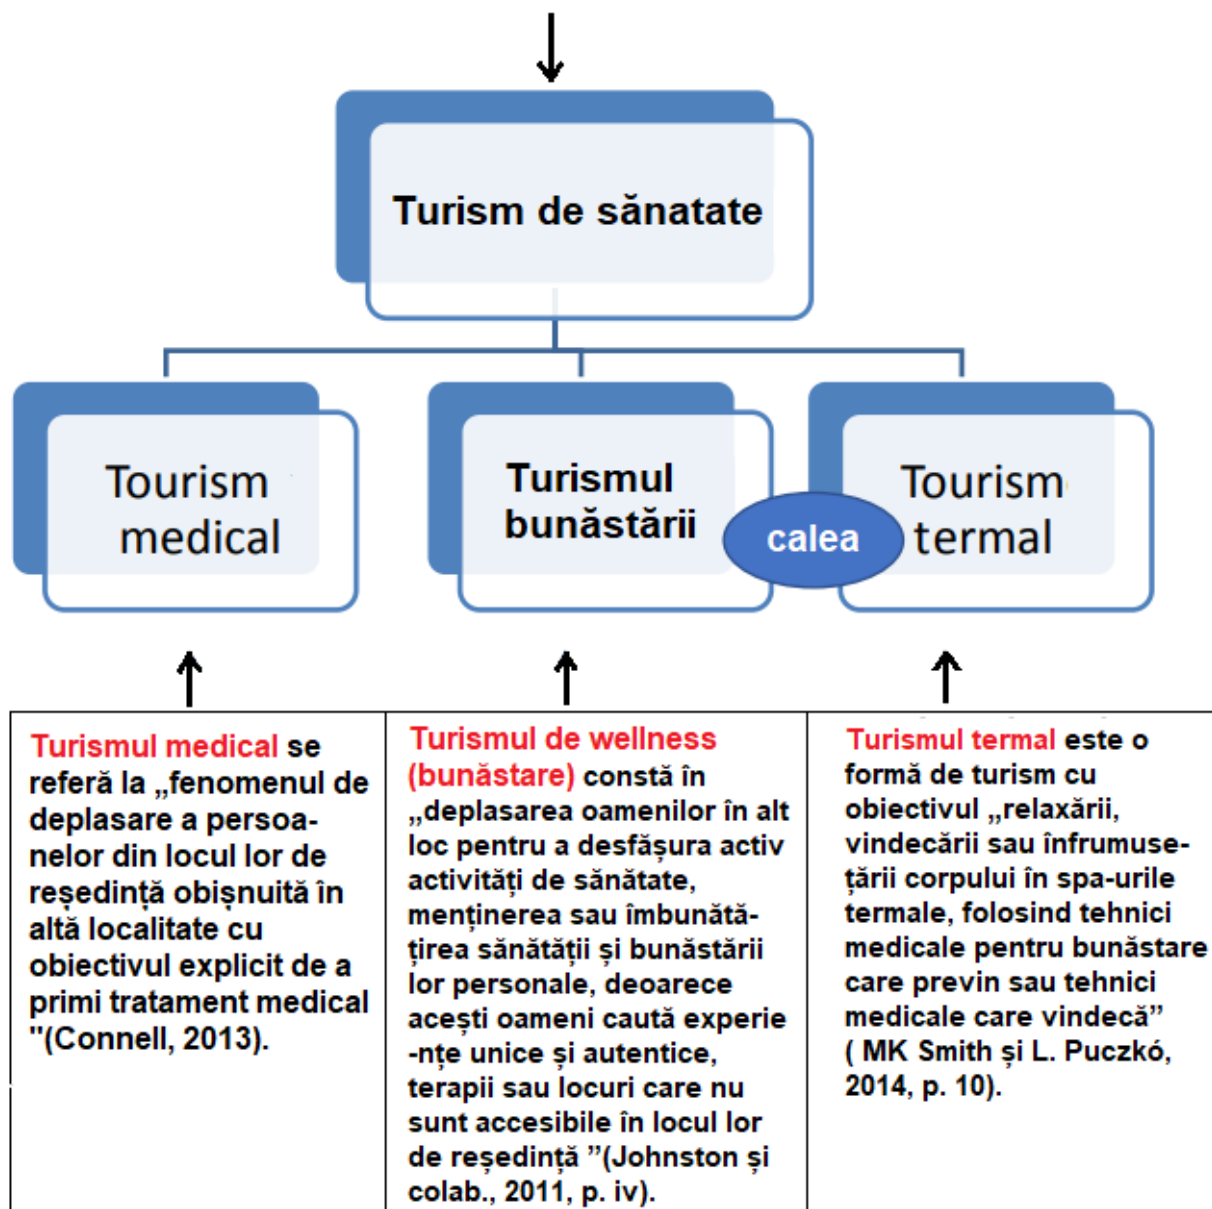 Turism de sănatate
Tourism
medical
Turismul
bunăstării
calea
Tourism
termal
Turismul medical se
referă la „fenomenul de
deplasare a persoa-
nelor din locul lor de
reședință obișnuită în
altă localitate cu
obiectivul explicit de a
primi tratament medical
"(Connell, 2013).
Turismul de wellness
(bunăstare) constă în
„deplasarea oamenilor în alt
loc pentru a desfășura activ
activități de sănătate,
menținerea sau îmbunătă-
țirea sănătății și bunăstării
lor personale, deoarece
acești oameni caută experie
-nțe unice și autentice,
terapii sau locuri care nu
sunt accesibile în locul lor
de reședință ”(Johnston și
colab., 2011, p. iv).
Turismul termal este o
formă de turism cu
obiectivul „relaxării,
vindecării sau înfrumuse-
țării corpului în spa-urile
termale, folosind tehnici
medicale pentru bunăstare
care previn sau tehnici
medicale care vindecă”
( MK Smith și L. Puczkó,
2014, p. 10).